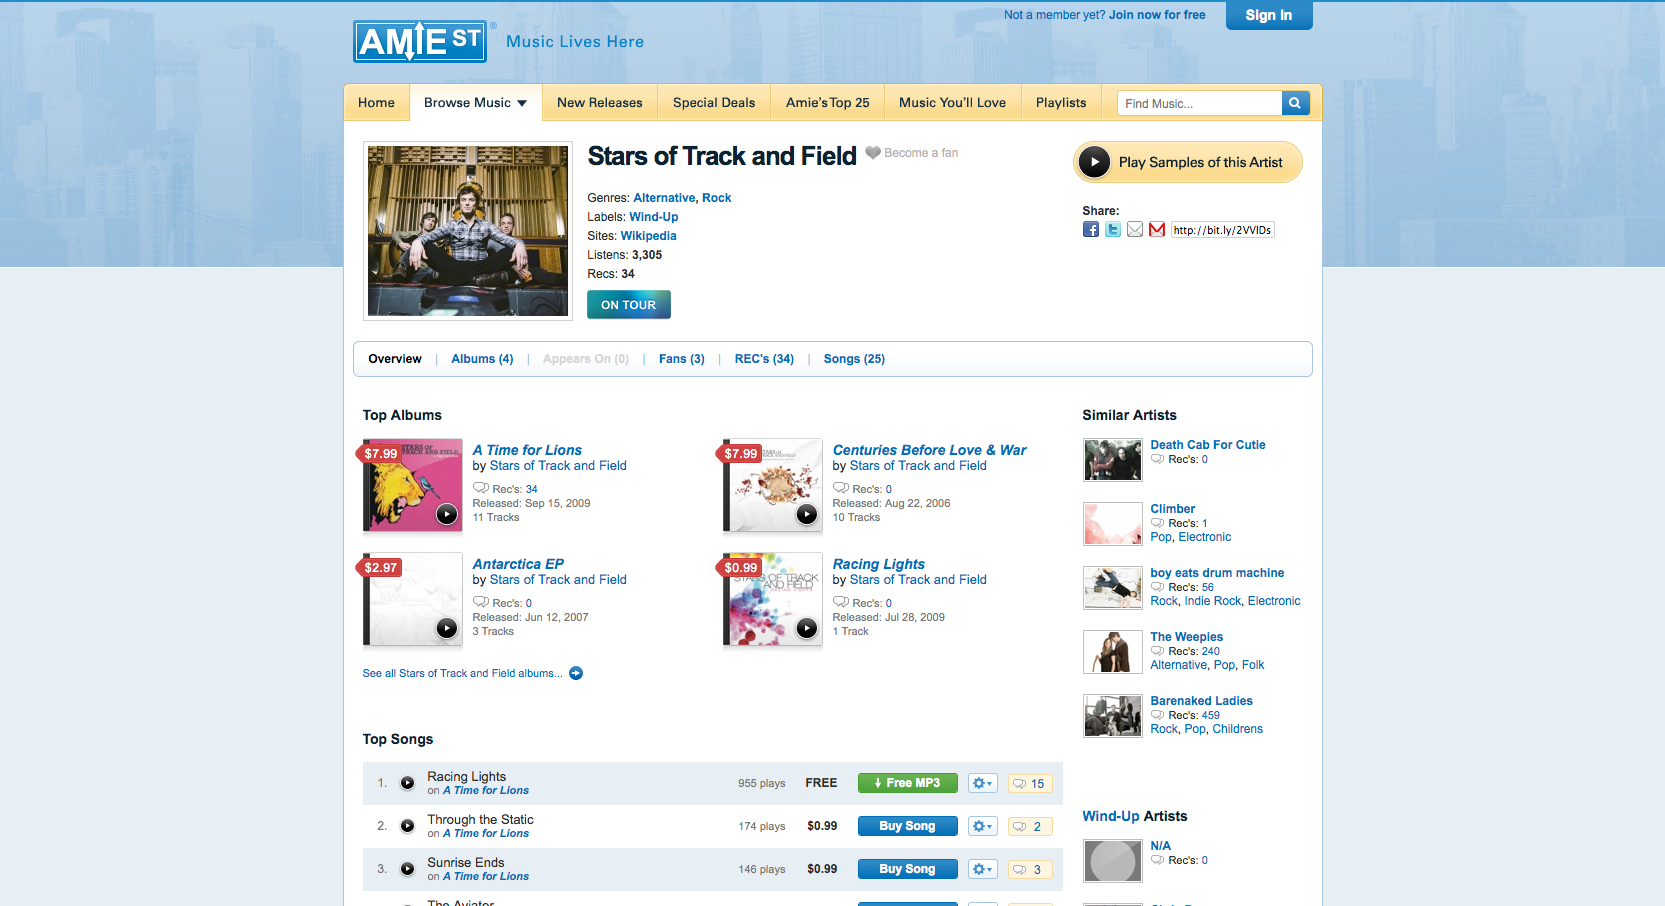 Not a member yet? Join now for free
Sign In
AMIE ST ®
Music Lives Here
Home
Browse Music
New Releases
Special Deals
Amie's Top 25
Music You'll Love
Playlists
Find Music...
Stars of Track and Field
Become a fan
Play Samples of this Artist
Genres: Alternative, Rock
Labels: Wind-Up
Sites: Wikipedia
Listens: 3,305
Recs: 34
ON TOUR
Share:
http://bit.ly/2VVIDs
Overview | Albums (4) | Appears On (0) | Fans (3) | REC's (34) | Songs (25)
Top Albums
$7.99
STARS OF
TRACK AND FIELD
A Time for Lions
by Stars of Track and Field
Rec's: 34
Released: Sep 15, 2009
11 Tracks
$7.99
Centuries Before Love & War
by Stars of Track and Field
Rec's: 0
Released: Aug 22, 2006
10 Tracks
$2.97
Antarctica EP
by Stars of Track and Field
Rec's: 0
Released: Jun 12, 2007
3 Tracks
$0.99
STARS OF TRACK
AND FIELD
RACING LIGHTS
Racing Lights
by Stars of Track and Field
Rec's: 0
Released: Jul 28, 2009
1 Track
See all Stars of Track and Field albums...
Top Songs
1. Racing Lights 955 plays FREE Free MP3 15
on A Time for Lions
2. Through the Static 174 plays $0.99 Buy Song 2
on A Time for Lions
3. Sunrise Ends 146 plays $0.99 Buy Song 3
on A Time for Lions
The Aviator
Similar Artists
Death Cab For Cutie
Rec's: 0
Climber
Rec's: 1
Pop, Electronic
boy eats drum machine
Rec's: 56
Rock, Indie Rock, Electronic
The Weepies
Rec's: 240
Alternative, Pop, Folk
Barenaked Ladies
Rec's: 459
Rock, Pop, Childrens
Wind-Up Artists
N/A
Rec's: 0